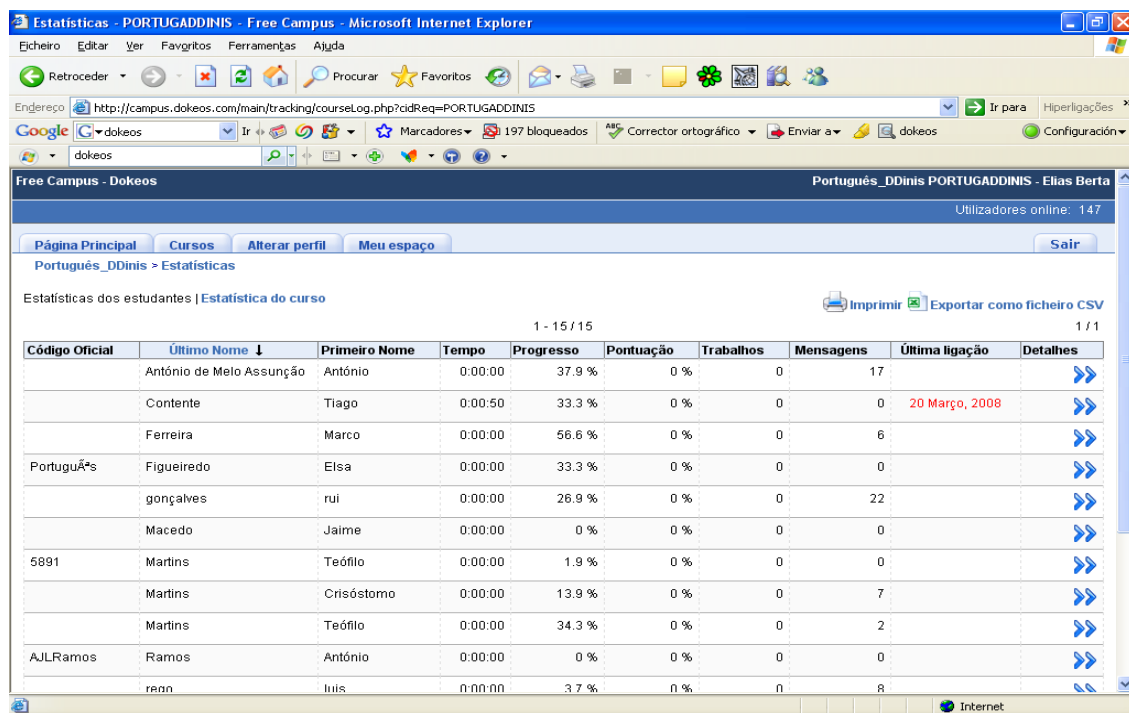 Estatísticas - PORTUGADDINIS - Free Campus - Microsoft Internet Explorer
Ficheiro Editar Ver Favoritos Ferramentas Ajuda
Retroceder Procurar Favoritos
Endereço http://campus.dokeos.com/main/tracking/courseLog.php?cidReq=PORTUGADDINIS Ir para Hiperligações »
Google G dokeos Ir Marcadores 197 bloqueados ABC Corrector ortográfico Enviar a dokeos Configuración
dokeos
Free Campus - Dokeos Português_DDinis PORTUGADDINIS - Elias Berta
Utilizadores online: 147
Página Principal Cursos Alterar perfil Meu espaço Sair
Português_DDinis > Estatísticas
Estatísticas dos estudantes | Estatística do curso Imprimir Exportar como ficheiro CSV
1 - 15 / 15 1 / 1
Código Oficial Último Nome ↓ Primeiro Nome Tempo Progresso Pontuação Trabalhos Mensagens Última ligação Detalhes
António de Melo Assunção António 0:00:00 37.9 % 0 % 0 17
Contente Tiago 0:00:50 33.3 % 0 % 0 0 20 Março, 2008
Ferreira Marco 0:00:00 56.6 % 0 % 0 6
PortuguÃªs Figueiredo Elsa 0:00:00 33.3 % 0 % 0 0
gonçalves rui 0:00:00 26.9 % 0 % 0 22
Macedo Jaime 0:00:00 0 % 0 % 0 0
5891 Martins Teófilo 0:00:00 1.9 % 0 % 0 0
Martins Crisóstomo 0:00:00 13.9 % 0 % 0 7
Martins Teófilo 0:00:00 34.3 % 0 % 0 2
AJLRamos Ramos António 0:00:00 0 % 0 % 0 0
rego luis 0:00:00 3.7 % 0 % 0 8
Internet